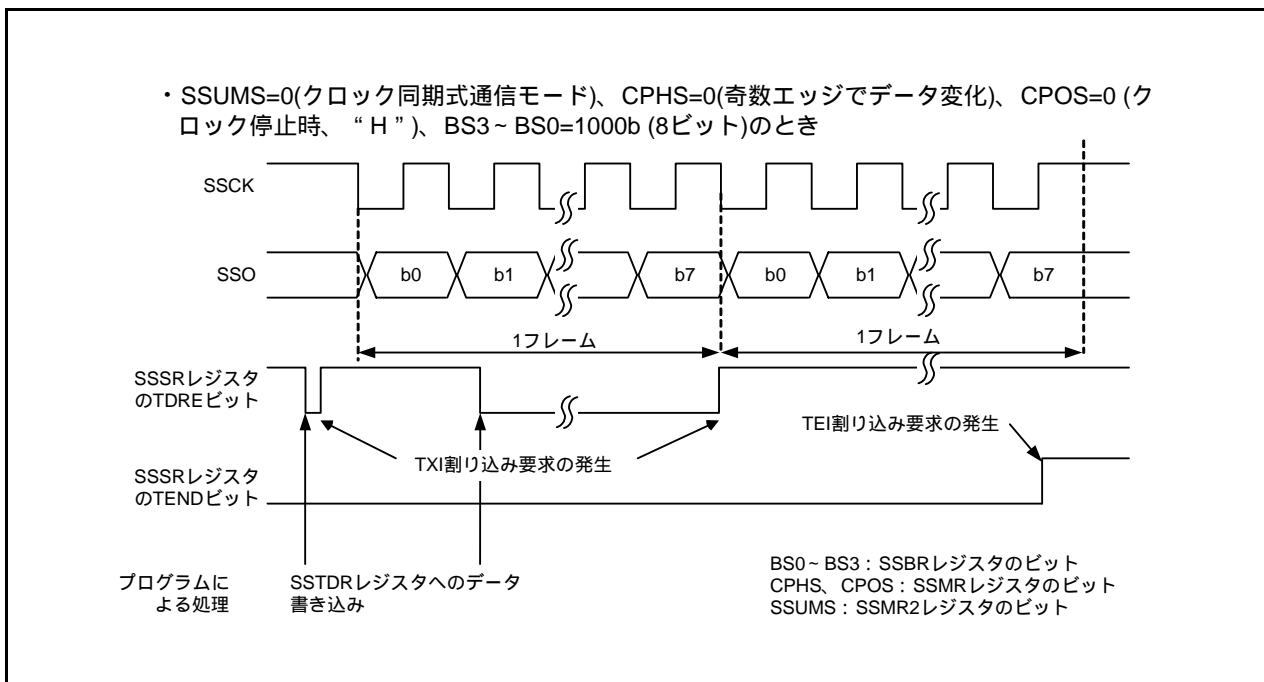 ・SSUMS=0(クロック同期式通信モード)、CPHS=0(奇数エッジでデータ変化)、CPOS=0 (ク
ロック停止時、“H”)、BS3~BS0=1000b (8ビット)のとき
SSCK
SSO
b0
b1
b7
b0
b1
b7
1フレーム
1フレーム
SSSRレジスタ
のTDREビット
TXI割り込み要求の発生
TEI割り込み要求の発生
SSSRレジスタ
のTENDビット
プログラムに
よる処理
SSTDRレジスタへのデータ
書き込み
BS0~BS3:SSBRレジスタのビット
CPHS、CPOS:SSMRレジスタのビット
SSUMS:SSMR2レジスタのビット